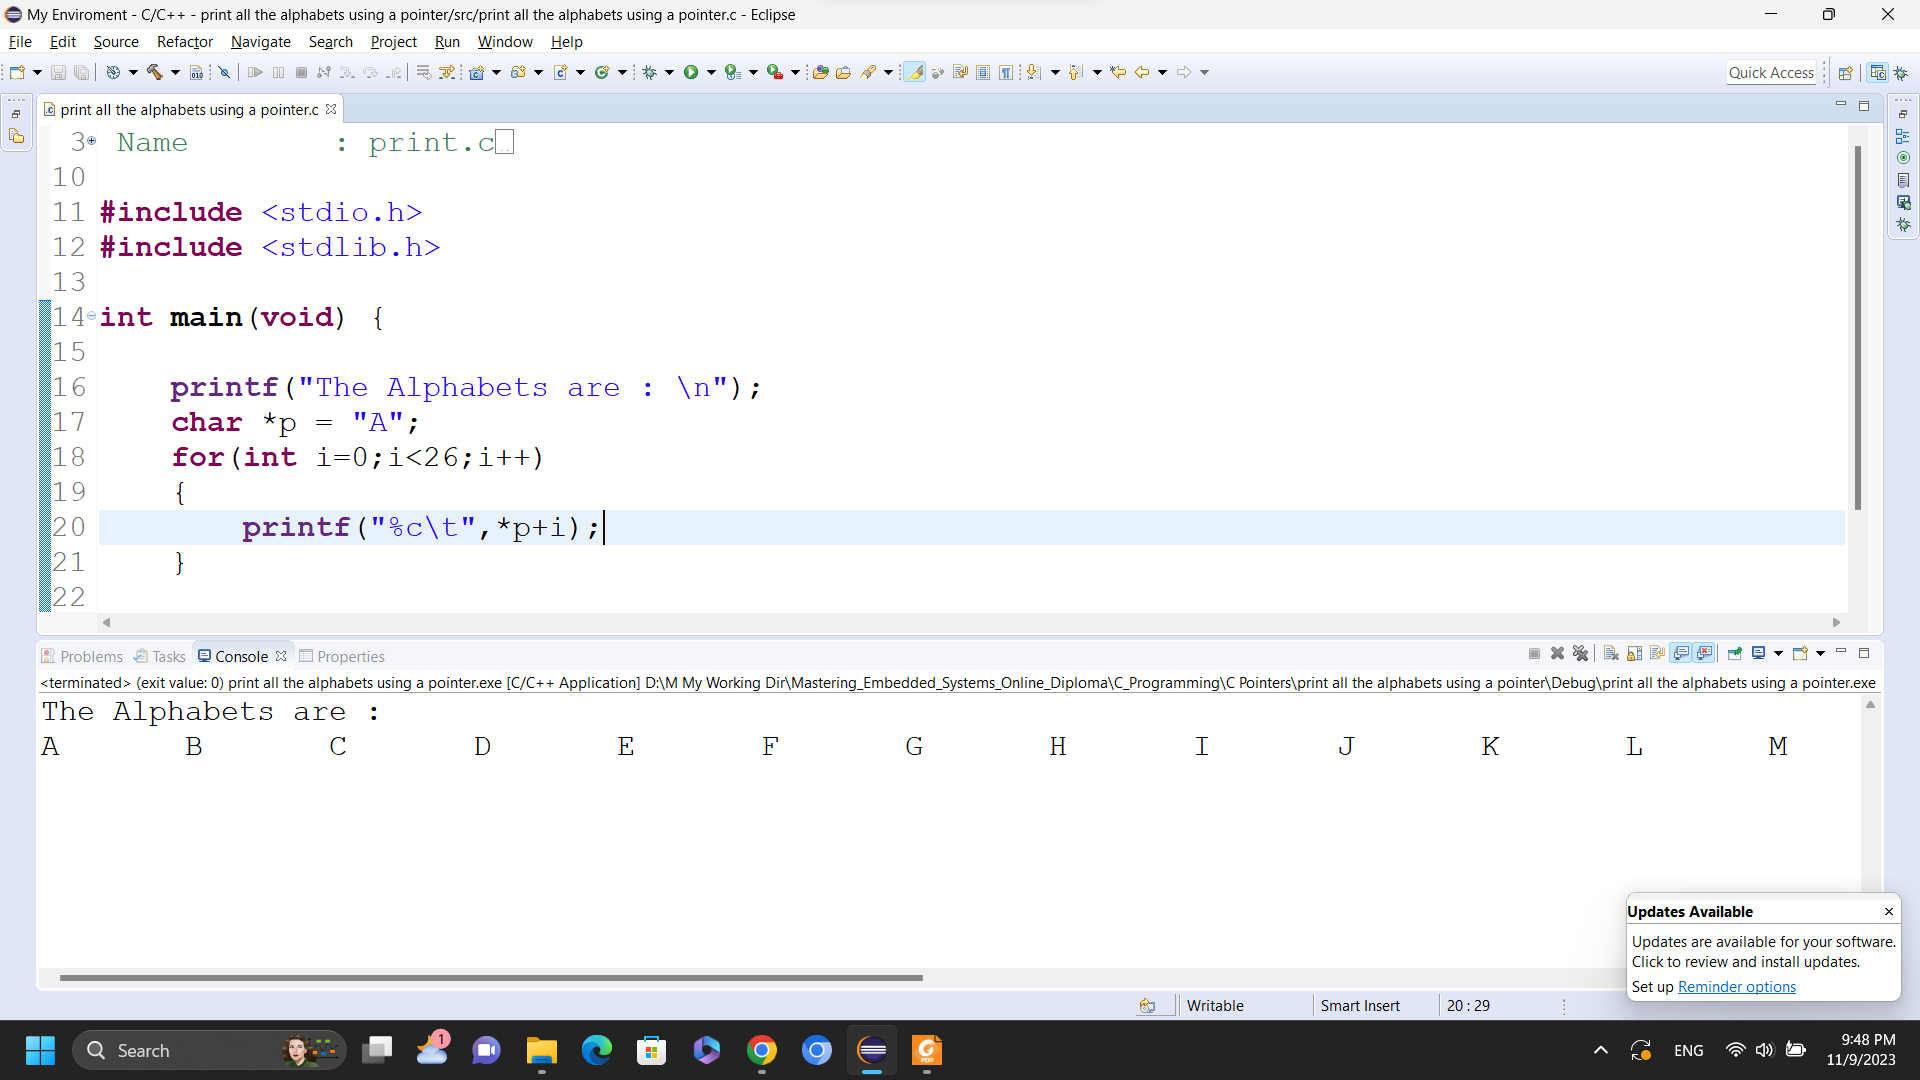 My Enviroment - C/C++ - print all the alphabets using a pointer/src/print all the alphabets using a pointer.c - Eclipse
File Edit Source Refactor Navigate Search Project Run Window Help
Quick Access
print all the alphabets using a pointer.c
3 Name : print.c
10
11 #include <stdio.h>
12 #include <stdlib.h>
13
14 int main(void) {
15
16 printf("The Alphabets are : \n");
17 char *p = "A";
18 for(int i=0;i<26;i++)
19 {
20 printf("%c\t",*p+i);
21 }
22
Problems Tasks Console Properties
<terminated> (exit value: 0) print all the alphabets using a pointer.exe [C/C++ Application] D:\M My Working Dir\Mastering_Embedded_Systems_Online_Diploma\C_Programming\C Pointers\print all the alphabets using a pointer\Debug\print all the alphabets using a pointer.exe
The Alphabets are :
A B C D E F G H I J K L M
Updates Available
Updates are available for your software.
Click to review and install updates.
Set up Reminder options
Writable Smart Insert 20 : 29
Search
1
PDF
ENG
9:48 PM
11/9/2023